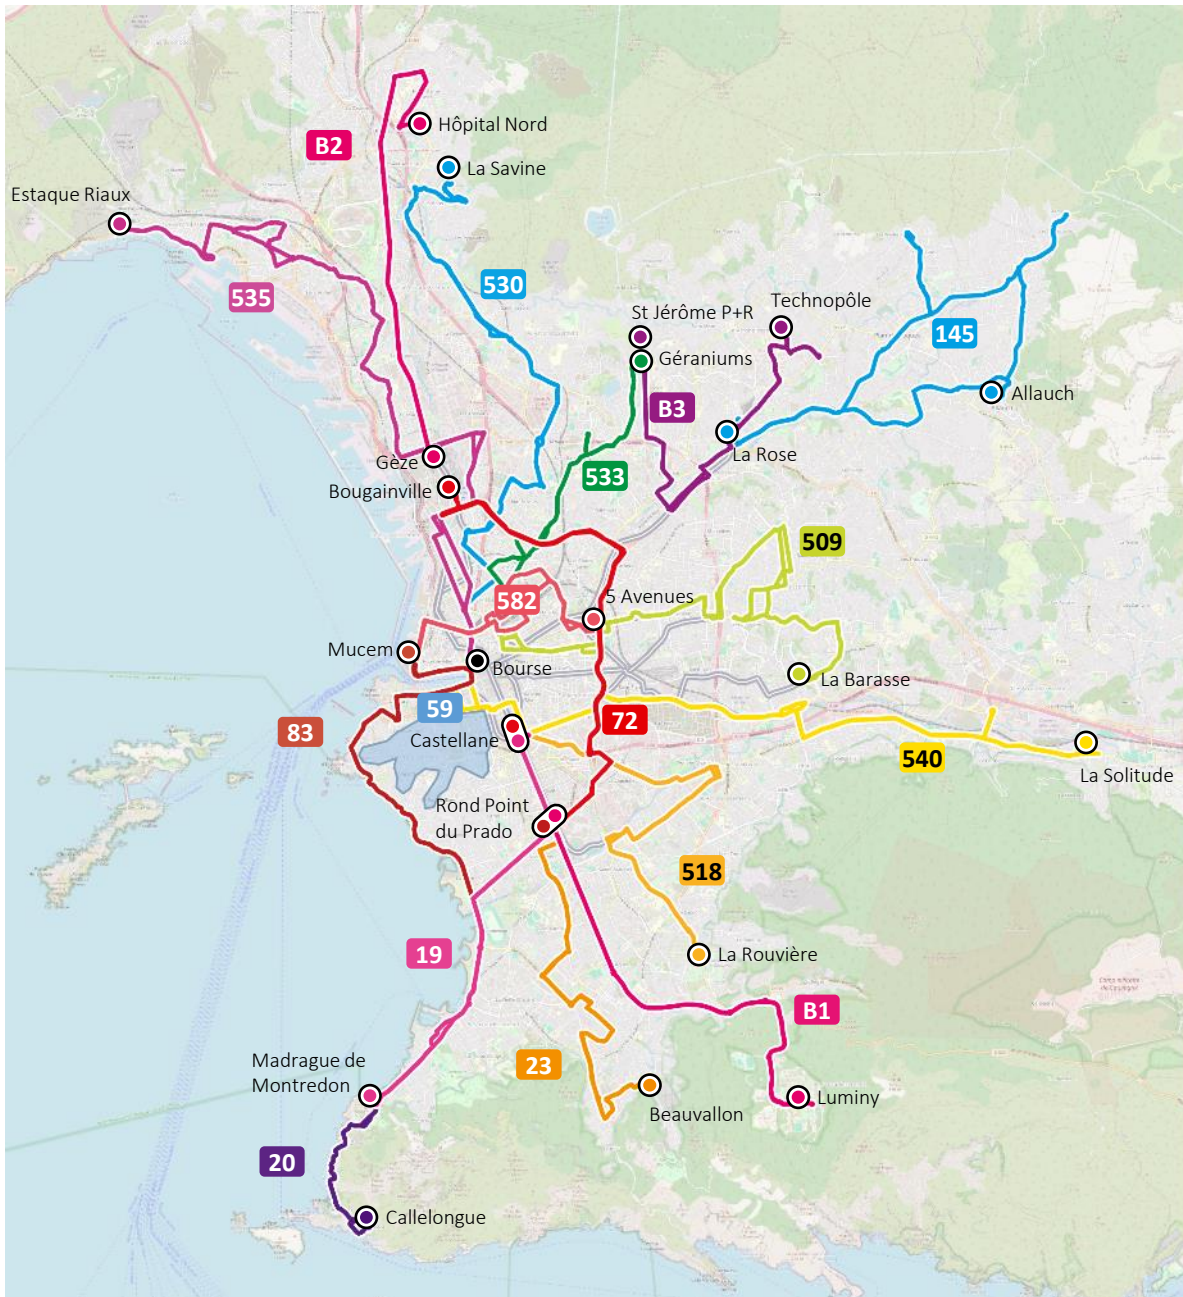 Hôpital Nord
B2
La Savine
Estaque Riaux
530
535
Technopôle
St Jérôme P+R
145
Géraniums
Allauch
B3
La Rose
Gèze
533
Bougainville
509
582
5 Avenues
Mucem
Bourse
La Barasse
59
72
83
Castellane
540
La Solitude
Rond Point
du Prado
518
19
La Rouvière
B1
Madrague de
Montredon
23
Luminy
Beauvallon
20
Callelongue